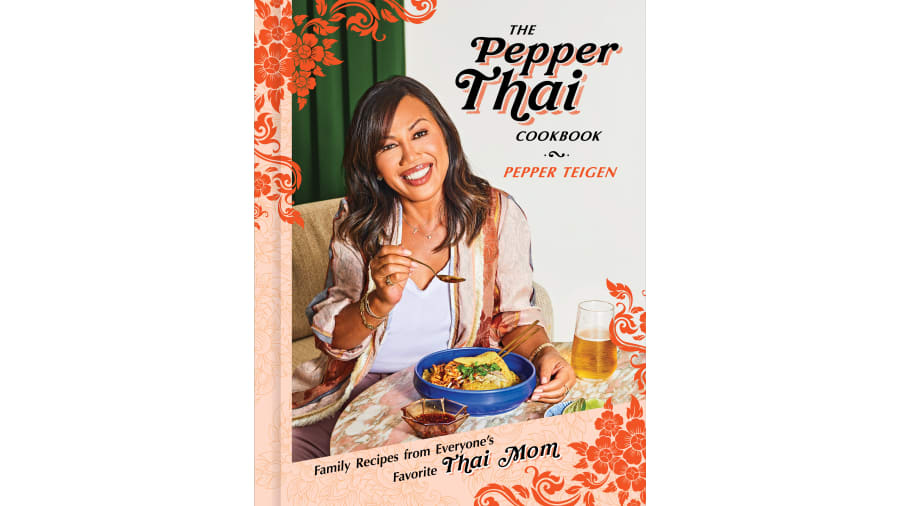 THE
Pepper
Thai
COOKBOOK
PEPPER TEIGEN
Family Recipes from Everyone's
Favorite Thai Mom